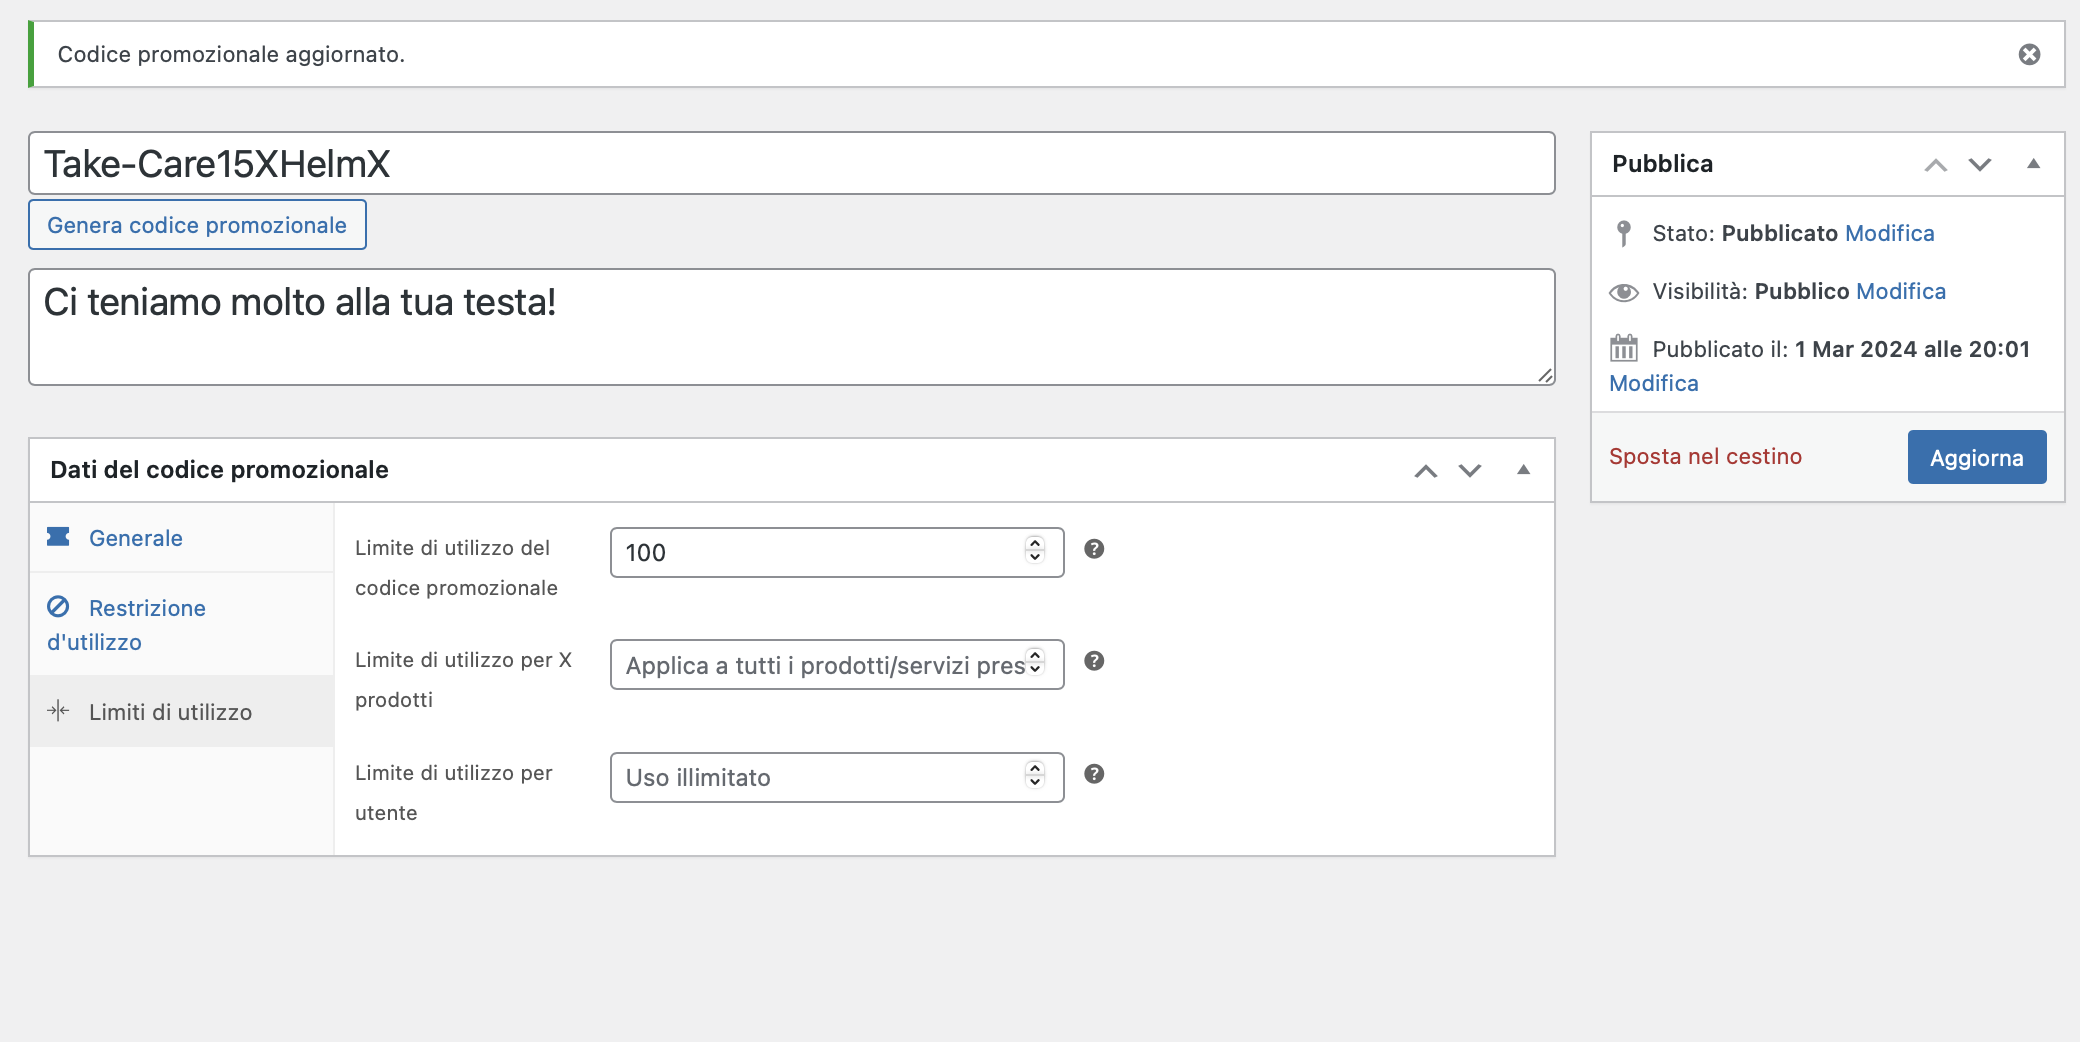 Codice promozionale aggiornato.
Take-Care15XHelmX
Genera codice promozionale
Ci teniamo molto alla tua testa!
Dati del codice promozionale
Generale
Restrizione
d'utilizzo
Limiti di utilizzo
Limite di utilizzo del
codice promozionale
100
Limite di utilizzo per X
prodotti
Applica a tutti i prodotti/servizi pres
Limite di utilizzo per
utente
Uso illimitato
Pubblica
Stato: Pubblicato Modifica
Visibilità: Pubblico Modifica
Pubblicato il: 1 Mar 2024 alle 20:01
Modifica
Sposta nel cestino
Aggiorna